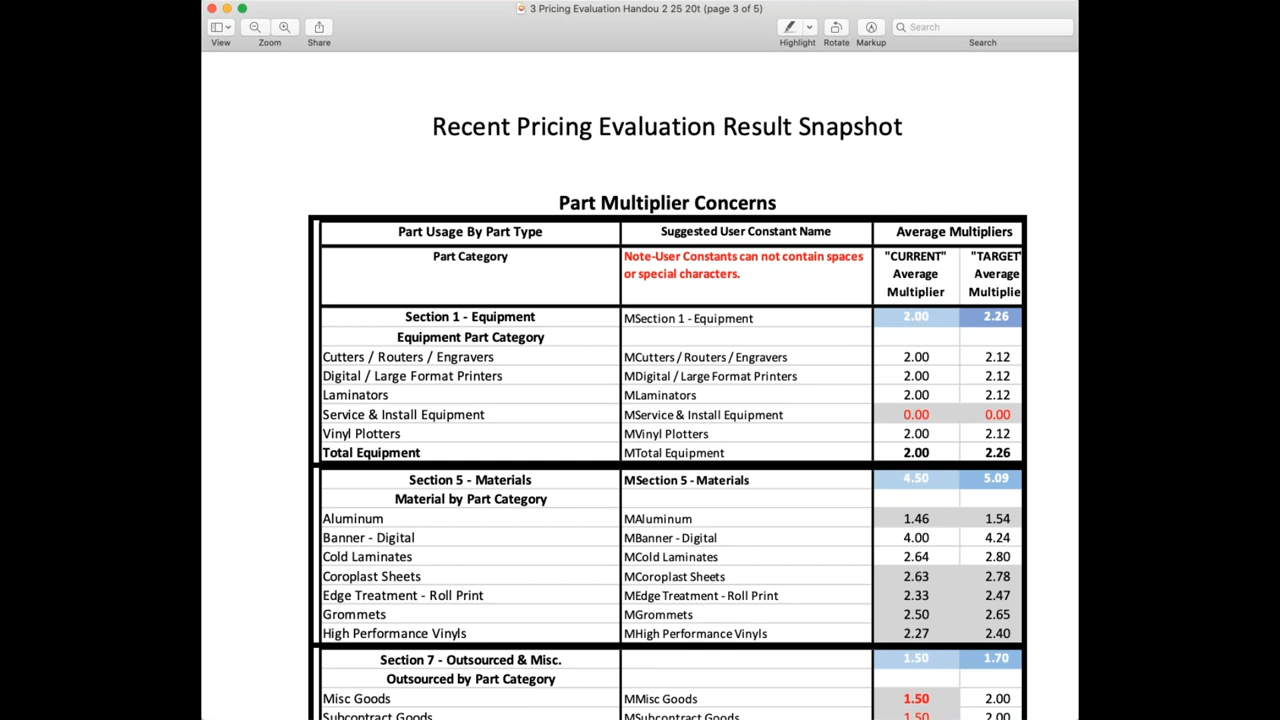 3 Pricing Evaluation Handou 2 25 20t (page 3 of 5)
View Zoom Share Highlight Rotate Markup Search
Search
Recent Pricing Evaluation Result Snapshot
Part Multiplier Concerns
Part Usage By Part Type Suggested User Constant Name Average Multipliers
Part Category Note-User Constants can not contain spaces or special characters. "CURRENT" Average Multiplier "TARGET Average Multiplie
Section 1 - Equipment MSection 1 - Equipment 2.00 2.26
Equipment Part Category
Cutters / Routers / Engravers MCutters / Routers / Engravers 2.00 2.12
Digital / Large Format Printers MDigital / Large Format Printers 2.00 2.12
Laminators MLaminators 2.00 2.12
Service & Install Equipment MService & Install Equipment 0.00 0.00
Vinyl Plotters MVinyl Plotters 2.00 2.12
Total Equipment MTotal Equipment 2.00 2.26
Section 5 - Materials MSection 5 - Materials 4.50 5.09
Material by Part Category
Aluminum MAluminum 1.46 1.54
Banner - Digital MBanner - Digital 4.00 4.24
Cold Laminates MCold Laminates 2.64 2.80
Coroplast Sheets MCoroplast Sheets 2.63 2.78
Edge Treatment - Roll Print MEdge Treatment - Roll Print 2.33 2.47
Grommets MGrommets 2.50 2.65
High Performance Vinyls MHigh Performance Vinyls 2.27 2.40
Section 7 - Outsourced & Misc. 1.50 1.70
Outsourced by Part Category
Misc Goods MMisc Goods 1.50 2.00
Subcontract Goods MSubcontract Goods 1.50 2.00